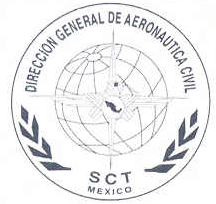 DIRECCION GENERAL DE AERONAUTICA CIVIL
SCT
MEXICO